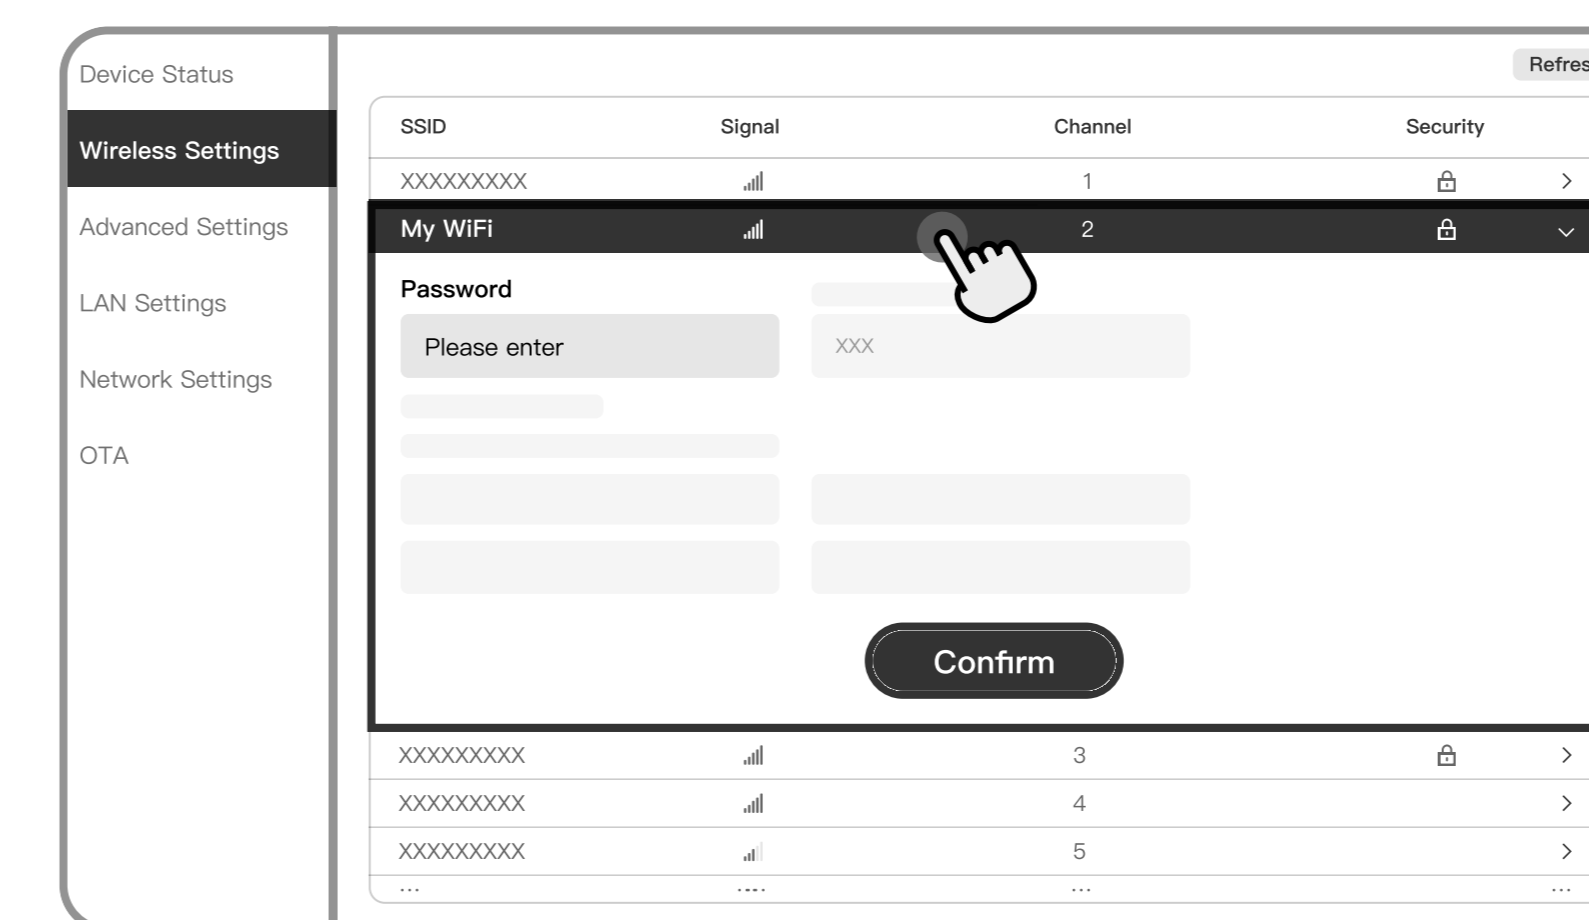 Device Status
Wireless Settings
Advanced Settings
LAN Settings
Network Settings
OTA
Refres
SSID Signal Channel Security
XXXXXXXXX 1
My WiFi 2
Password
Please enter XXX
Confirm
XXXXXXXXX 3
XXXXXXXXX 4
XXXXXXXXX 5
... ... ... ...